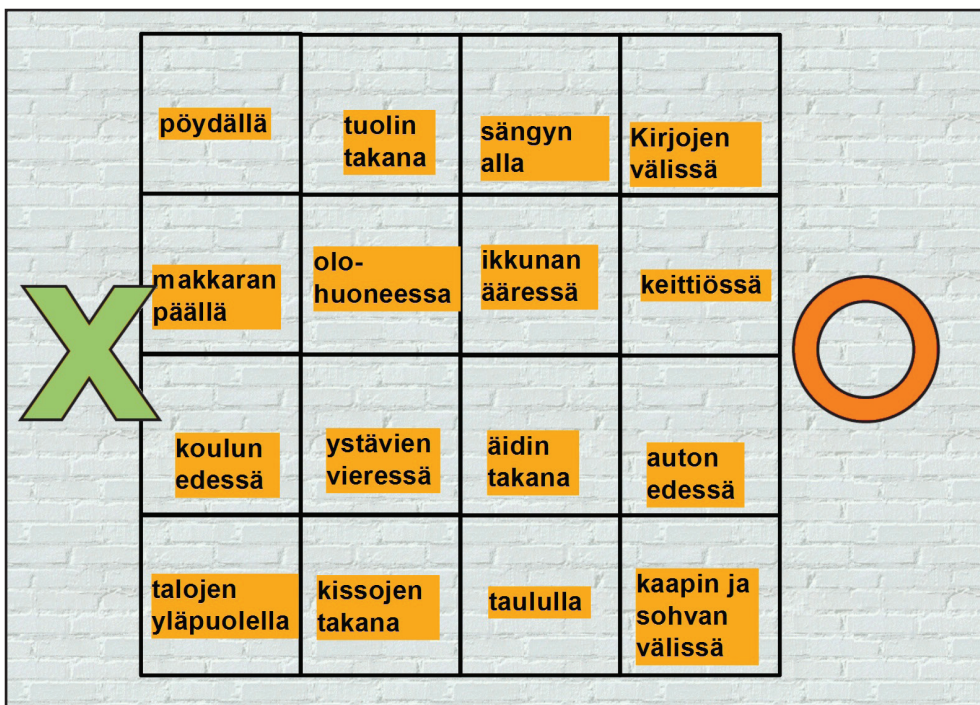 pöydällä
tuolin
takana
sängyn
alla
Kirjojen
välissä
makkaran
päällä
olo-
huoneessa
ikkunan
ääressä
keittiössä
koulun
edessä
ystävien
vieressä
äidin
takana
auton
edessä
talojen
yläpuolella
kissojen
takana
taululla
kaapin ja
sohvan
välissä
X
O